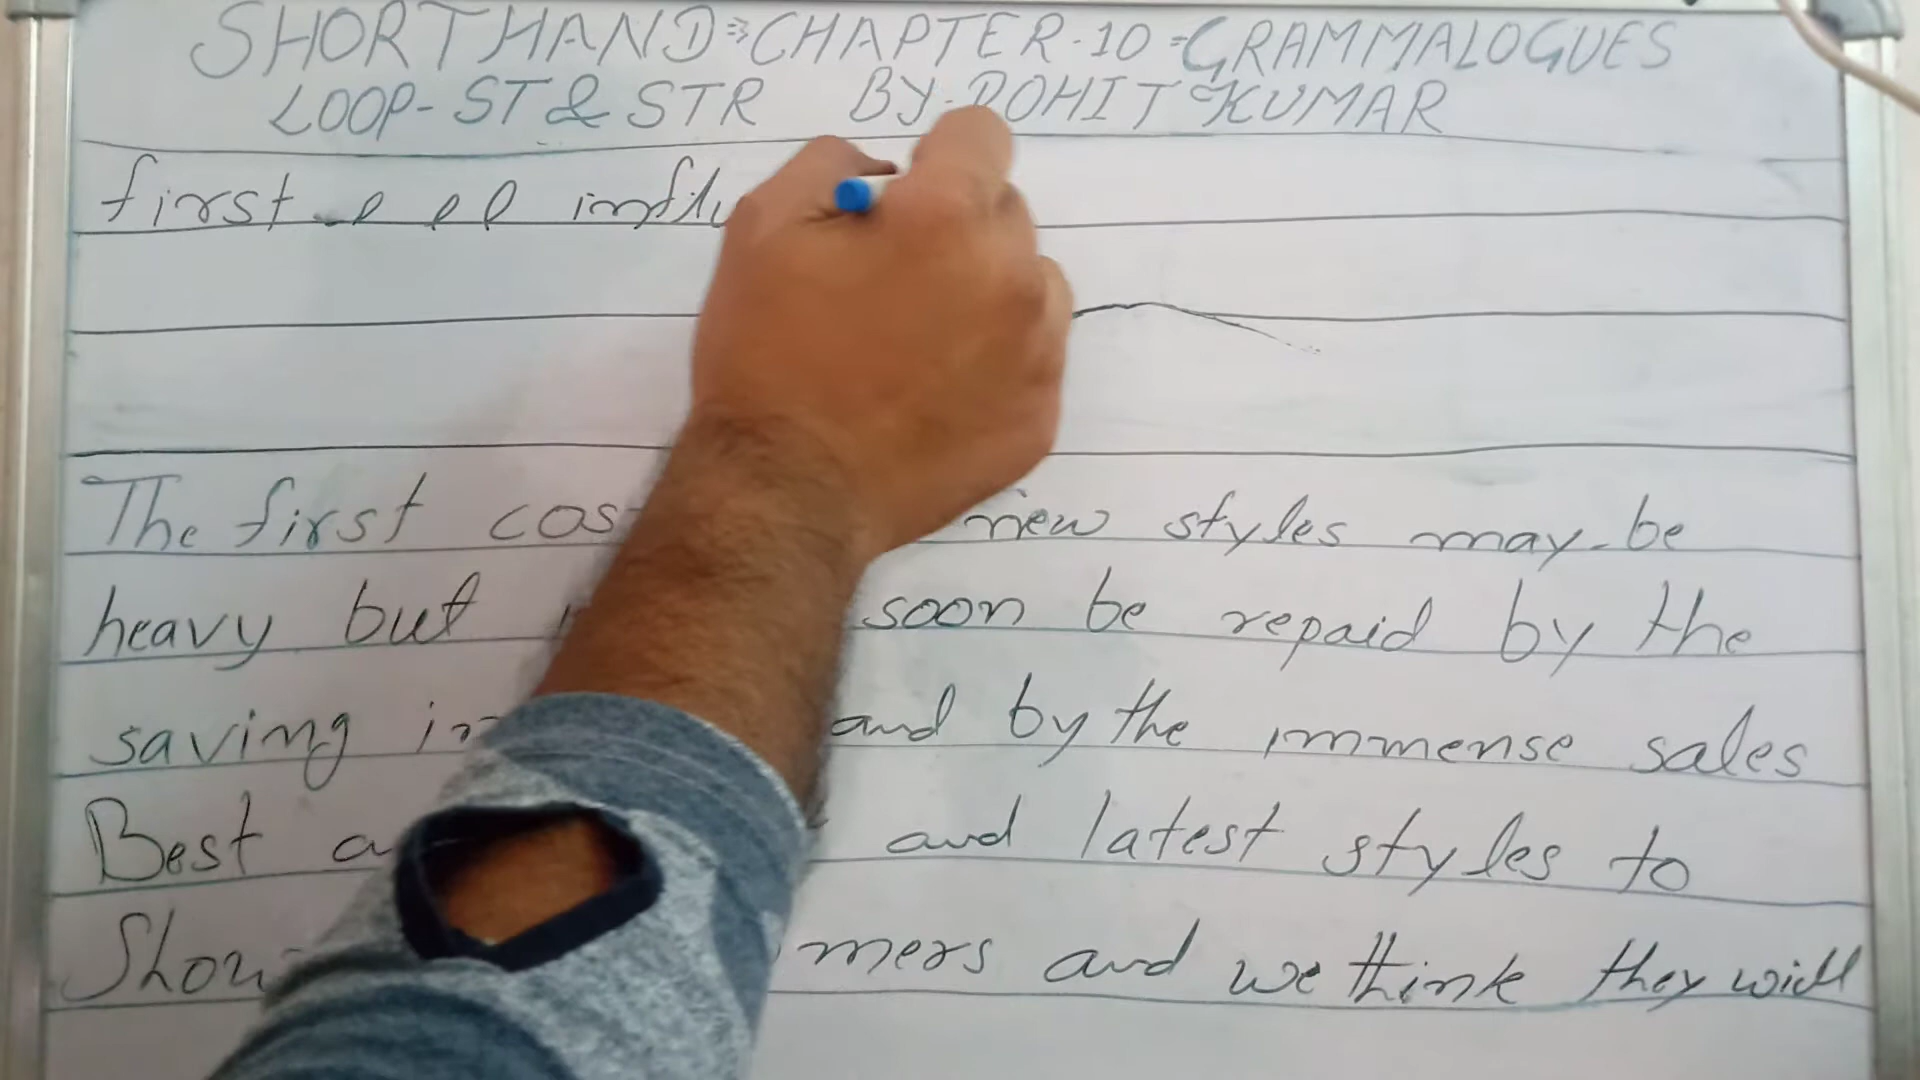 SHORTHAND⇒CHAPTER-10=GRAMMALOGUES
LOOP-ST & STR BY-ROHIT KUMAR
first
The first new styles may-be
heavy but soon be repaid by the
saving and by the immense sales
Best and latest styles to
and we think they will